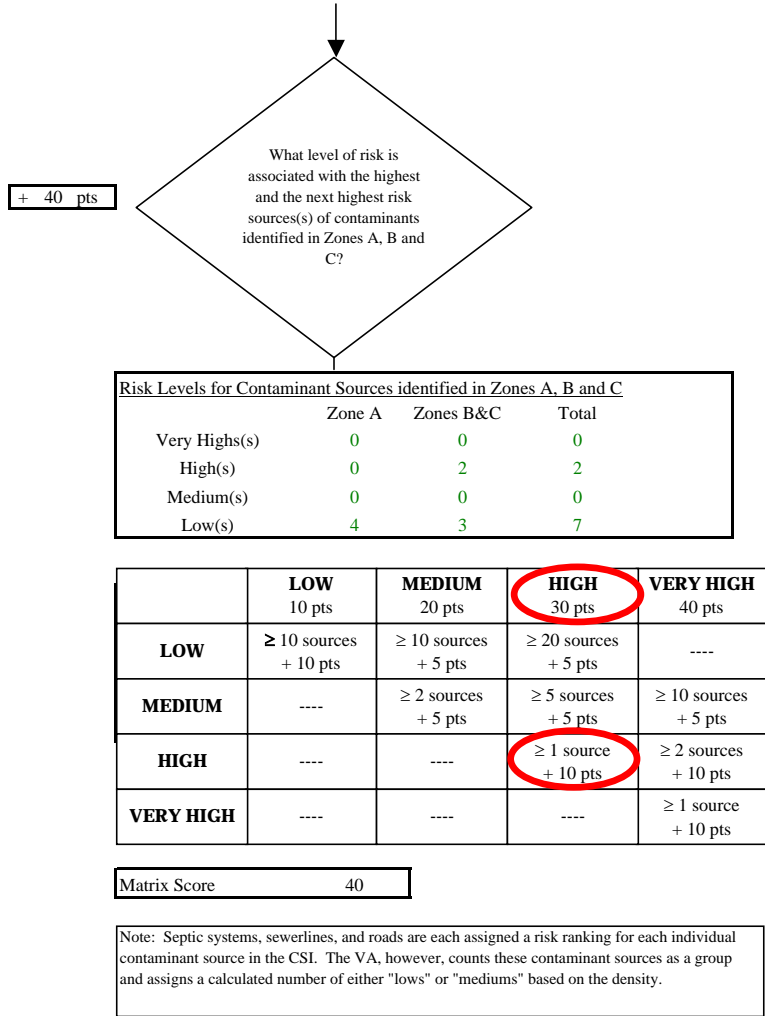 What level of risk is
associated with the highest
and the next highest risk
sources(s) of contaminants
identified in Zones A, B and
C?
+ 40 pts
Risk Levels for Contaminant Sources identified in Zones A, B and C
Zone A Zones B&C Total
Very Highs(s) 0 0 0
High(s) 0 2 2
Medium(s) 0 0 0
Low(s) 4 3 7
LOW MEDIUM HIGH VERY HIGH
10 pts 20 pts 30 pts 40 pts
LOW ≥ 10 sources ≥ 10 sources ≥ 20 sources ----
+ 10 pts + 5 pts + 5 pts
MEDIUM ---- ≥ 2 sources ≥ 5 sources ≥ 10 sources
+ 5 pts + 5 pts + 5 pts
HIGH ---- ---- ≥ 1 source ≥ 2 sources
+ 10 pts + 10 pts
VERY HIGH ---- ---- ---- ≥ 1 source
+ 10 pts
Matrix Score 40
Note: Septic systems, sewerlines, and roads are each assigned a risk ranking for each individual
contaminant source in the CSI. The VA, however, counts these contaminant sources as a group
and assigns a calculated number of either "lows" or "mediums" based on the density.